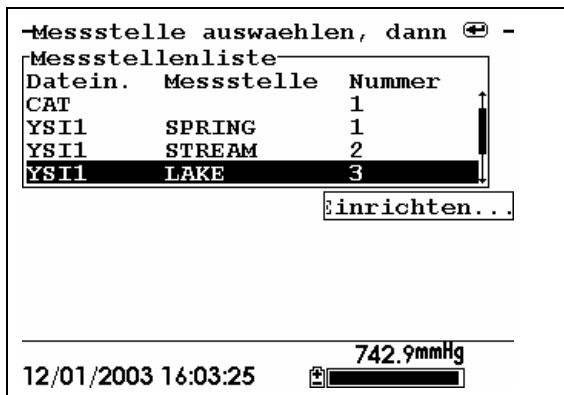 Messstelle auswaehlen, dann
Messstellenliste
Datein. Messstelle Nummer
CAT 1
YSI1 SPRING 1
YSI1 STREAM 2
YSI1 LAKE 3
Einrichten...
742.9mmHg
12/01/2003 16:03:25